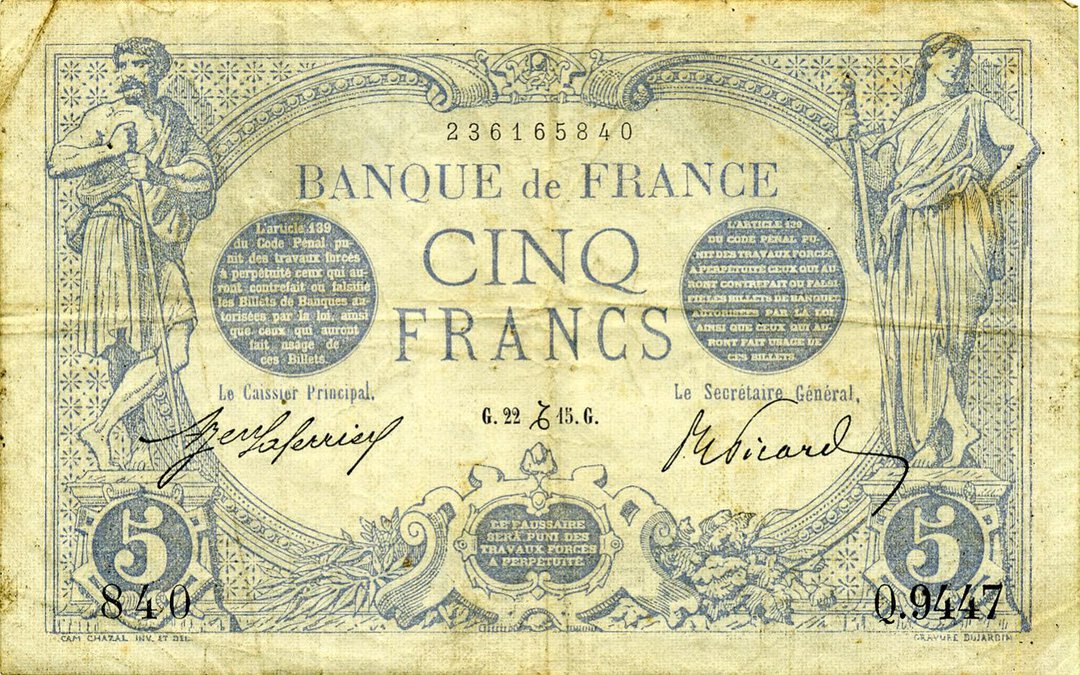 236165840
BANQUE de FRANCE
CINQ
FRANCS
L'article 139
du Code Pénal pu-
nit des travaux forcés
à perpétuité ceux qui au-
ront contrefait ou falsifié
les Billets de Banques au-
torisées par la loi, ainsi
que ceux qui auront
fait usage de
ces Billets.
L'ARTICLE 139
DU CODE PÉNAL PU-
NIT DES TRAVAUX FORCÉS
A PERPÉTUITÉ CEUX QUI AU-
RONT CONTREFAIT OU FALSI-
FIÉ LES BILLETS DE BANQUES
AUTORISÉES PAR LA LOI,
AINSI QUE CEUX QUI AU-
RONT FAIT USAGE DE
CES BILLETS.
Le Caissier Principal,
Le Secrétaire Général,
G. 22 15. G.
Picard
LE FAUSSAIRE
SERA PUNI DES
TRAVAUX FORCÉS
A PERPÉTUITÉ.
5
5
840
Q.9447
CAM CHAZAL INV. ET DEL
GRAVURE DUJARDIN